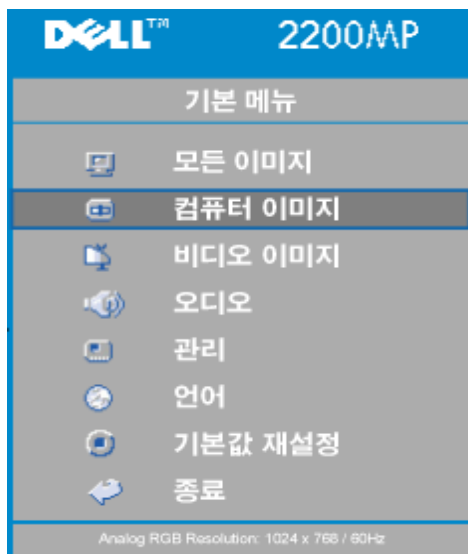 DELL™ 2200MP
기본 메뉴
모든 이미지
컴퓨터 이미지
비디오 이미지
오디오
관리
언어
기본값 재설정
종료
Analog RGB Resolution: 1024 x 768 / 60Hz